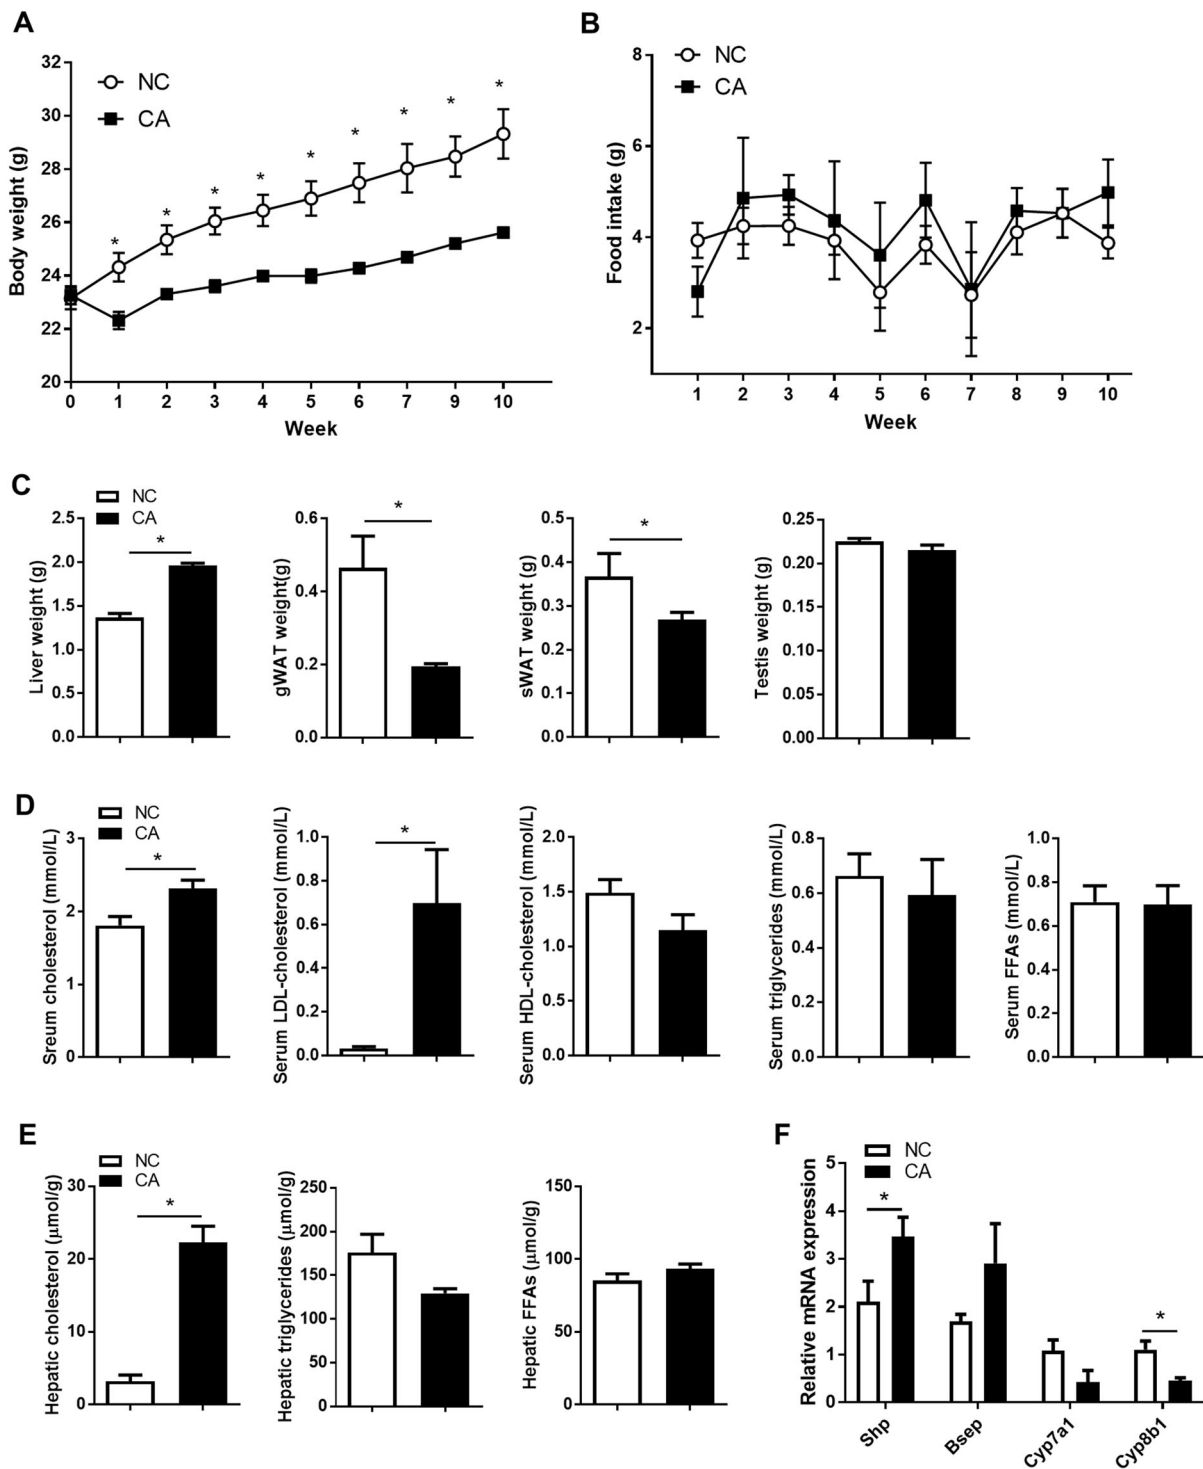 A
NC
CA
Body weight (g)
32
30
28
26
24
22
20
* * * * * * * * *
0 1 2 3 4 5 6 7 9 10
Week
B
NC
CA
Food intake (g)
8
6
4
2
1 2 3 4 5 6 7 8 9 10
Week
C
NC
CA
Liver weight (g)
2.5
2.0
1.5
1.0
0.5
0.0
*
gWAT weight(g)
0.6
0.4
0.2
0.0
*
sWAT weight (g)
0.5
0.4
0.3
0.2
0.1
0.0
*
Testis weight (g)
0.25
0.20
0.15
0.10
0.05
0.00
D
NC
CA
Sreum cholesterol (mmol/L)
3
2
1
0
*
Serum LDL-cholesterol (mmol/L)
1.0
0.8
0.6
0.4
0.2
0.0
*
Serum HDL-cholesterol (mmol/L)
2.0
1.5
1.0
0.5
0.0
Serum triglycerides (mmol/L)
0.8
0.6
0.4
0.2
0.0
Serum FFAs (mmol/L)
1.0
0.8
0.6
0.4
0.2
0.0
E
NC
CA
Hepatic cholesterol (μmol/g)
30
20
10
0
*
Hepatic triglycerides (μmol/g)
250
200
150
100
50
0
Hepatic FFAs (μmol/g)
150
100
50
0
F
NC
CA
Relative mRNA expression
5
4
3
2
1
0
*
*
Shp
Bsep
Cyp7a1
Cyp8b1